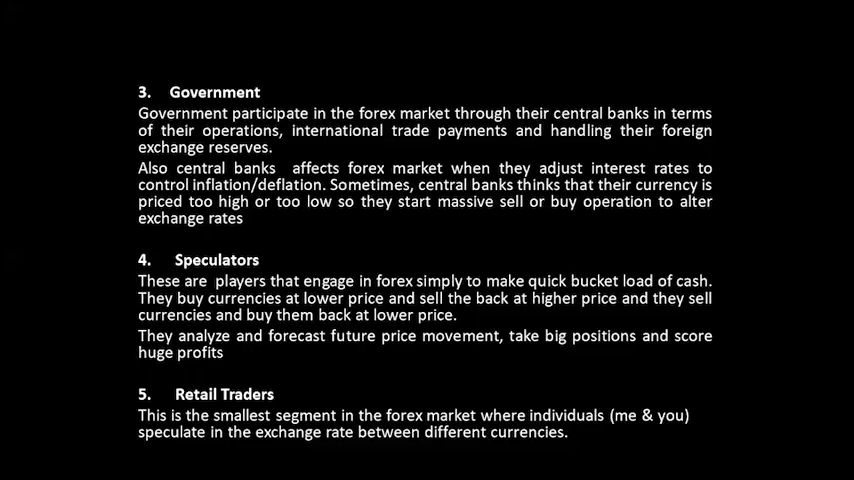 3. Government
Government participate in the forex market through their central banks in terms
of their operations, international trade payments and handling their foreign
exchange reserves.
Also central banks affects forex market when they adjust interest rates to
control inflation/deflation. Sometimes, central banks thinks that their currency is
priced too high or too low so they start massive sell or buy operation to alter
exchange rates
4. Speculators
These are players that engage in forex simply to make quick bucket load of cash.
They buy currencies at lower price and sell the back at higher price and they sell
currencies and buy them back at lower price.
They analyze and forecast future price movement, take big positions and score
huge profits
5. Retail Traders
This is the smallest segment in the forex market where individuals (me & you)
speculate in the exchange rate between different currencies.